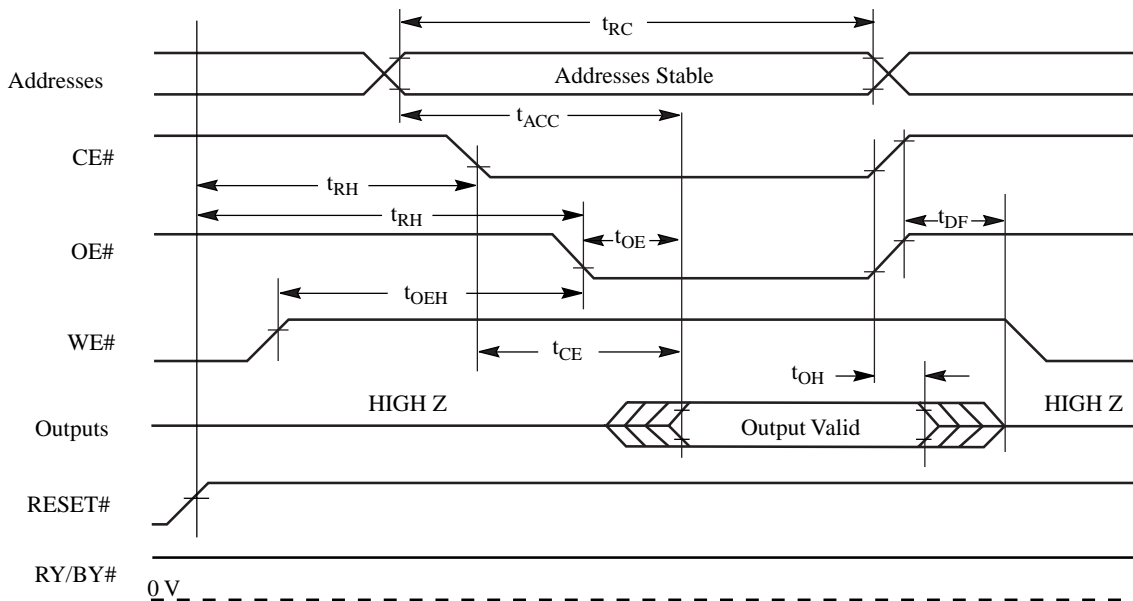 tRC
Addresses
Addresses Stable
tACC
CE#
tRH
tRH
tDF
OE#
tOE
tOEH
WE#
tCE
tOH
HIGH Z
HIGH Z
Outputs
Output Valid
RESET#
RY/BY#
0 V